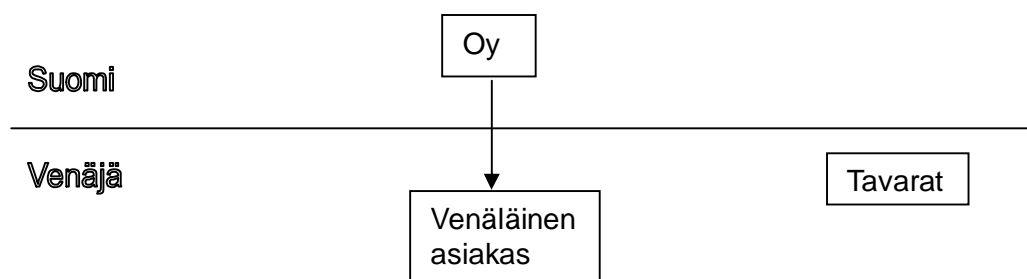 Oy
Suomi
Venäjä
Tavarat
Venäläinen
asiakas